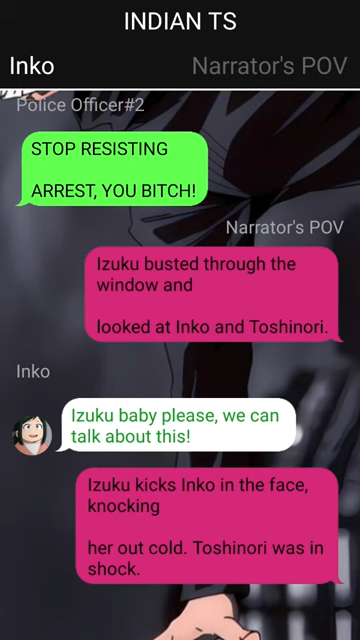 INDIAN TS
Inko
Narrator's POV
Police Officer#2
STOP RESISTING
ARREST, YOU BITCH!
Narrator's POV
Izuku busted through the
window and
looked at Inko and Toshinori.
Inko
Izuku baby please, we can
talk about this!
Izuku kicks Inko in the face,
knocking
her out cold. Toshinori was in
shock.